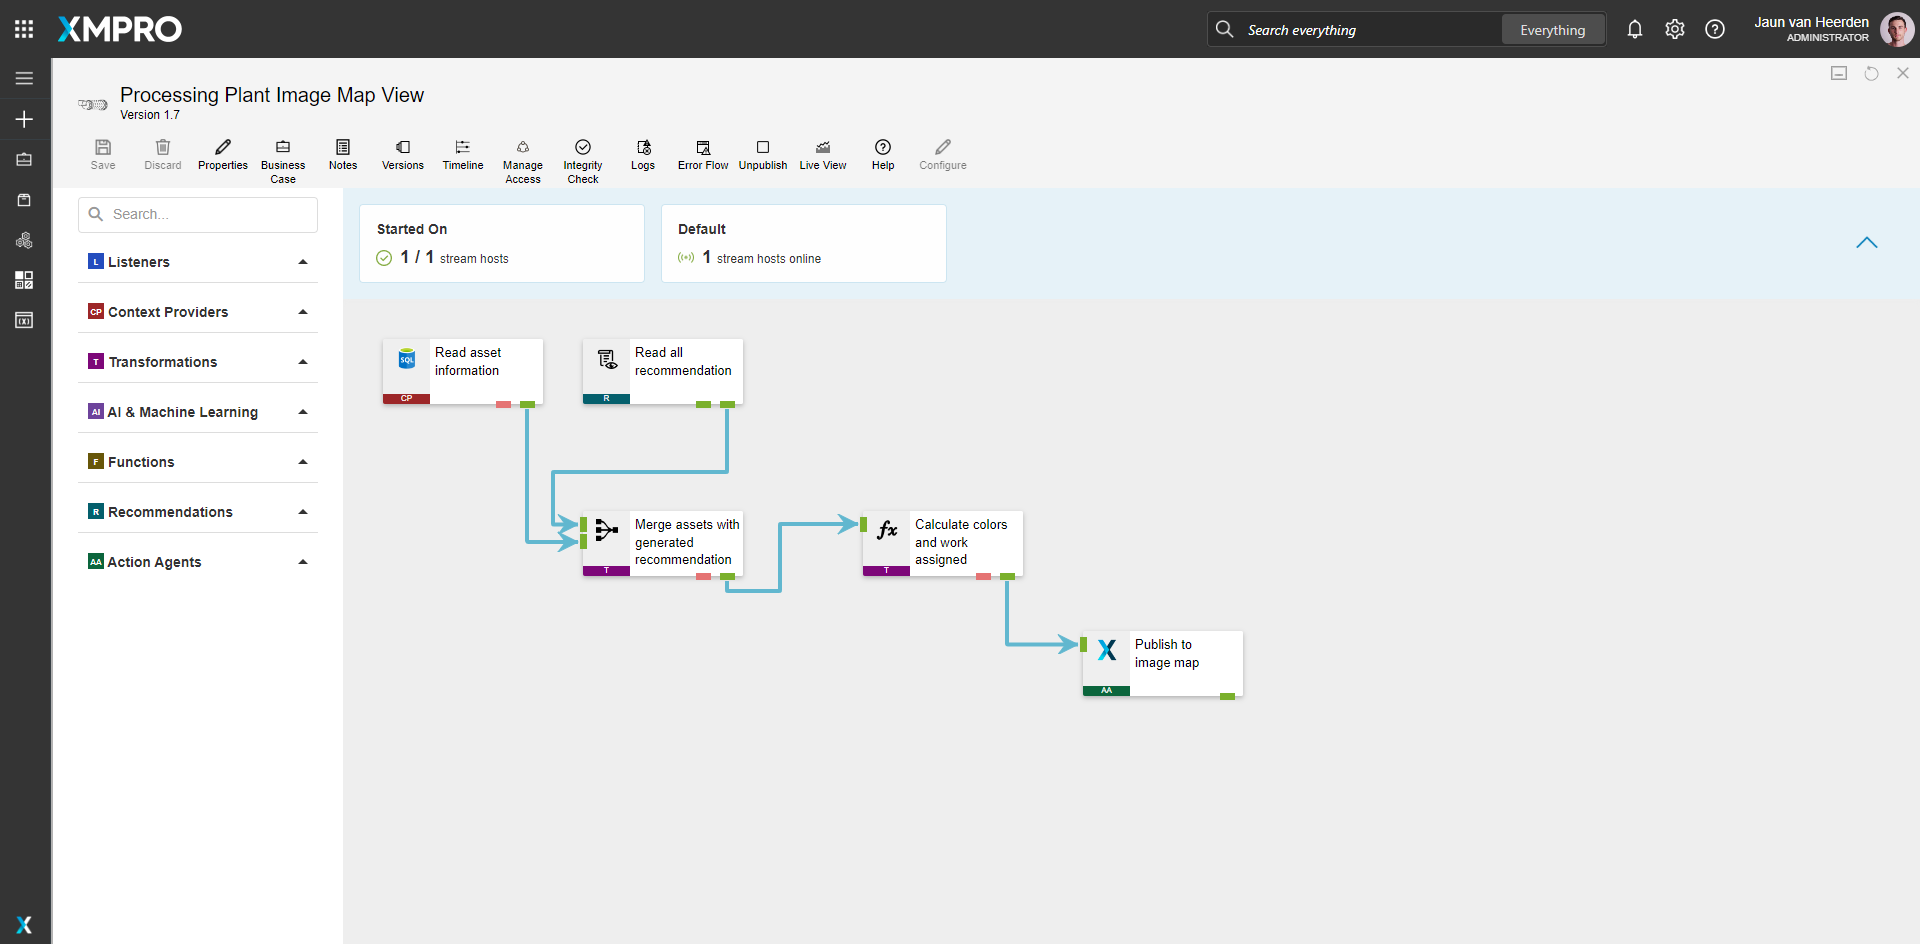 XMPRO
Search everything
Everything
Jaun van Heerden
ADMINISTRATOR
Processing Plant Image Map View
Version 1.7
Save
Discard
Properties
Business
Case
Notes
Versions
Timeline
Manage
Access
Integrity
Check
Logs
Error Flow
Unpublish
Live View
Help
Configure
Search...
L Listeners
CP Context Providers
T Transformations
AI AI & Machine Learning
F Functions
R Recommendations
AA Action Agents
Started On
1 / 1 stream hosts
Default
1 stream hosts online
SQL
Read asset
information
CP
Read all
recommendation
R
Merge assets with
generated
recommendation
T
fx
Calculate colors
and work
assigned
T
Publish to
image map
AA